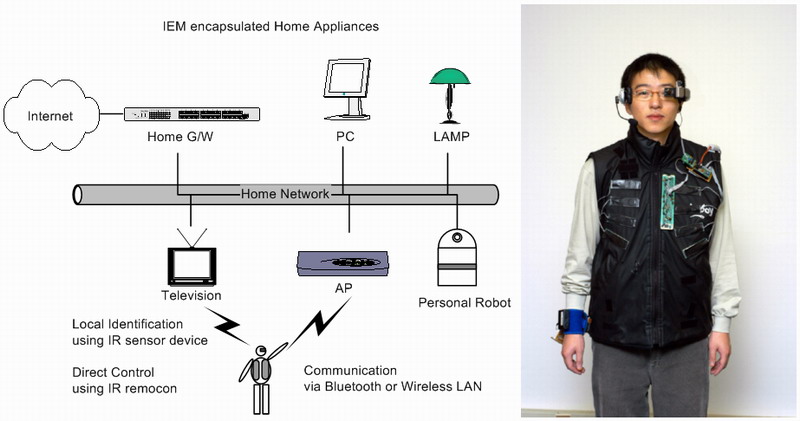 IEM encapsulated Home Appliances
Internet
Home G/W
PC
LAMP
Home Network
Television
AP
Personal Robot
Local Identification
using IR sensor device
Direct Control
using IR remocon
Communication
via Bluetooth or Wireless LAN